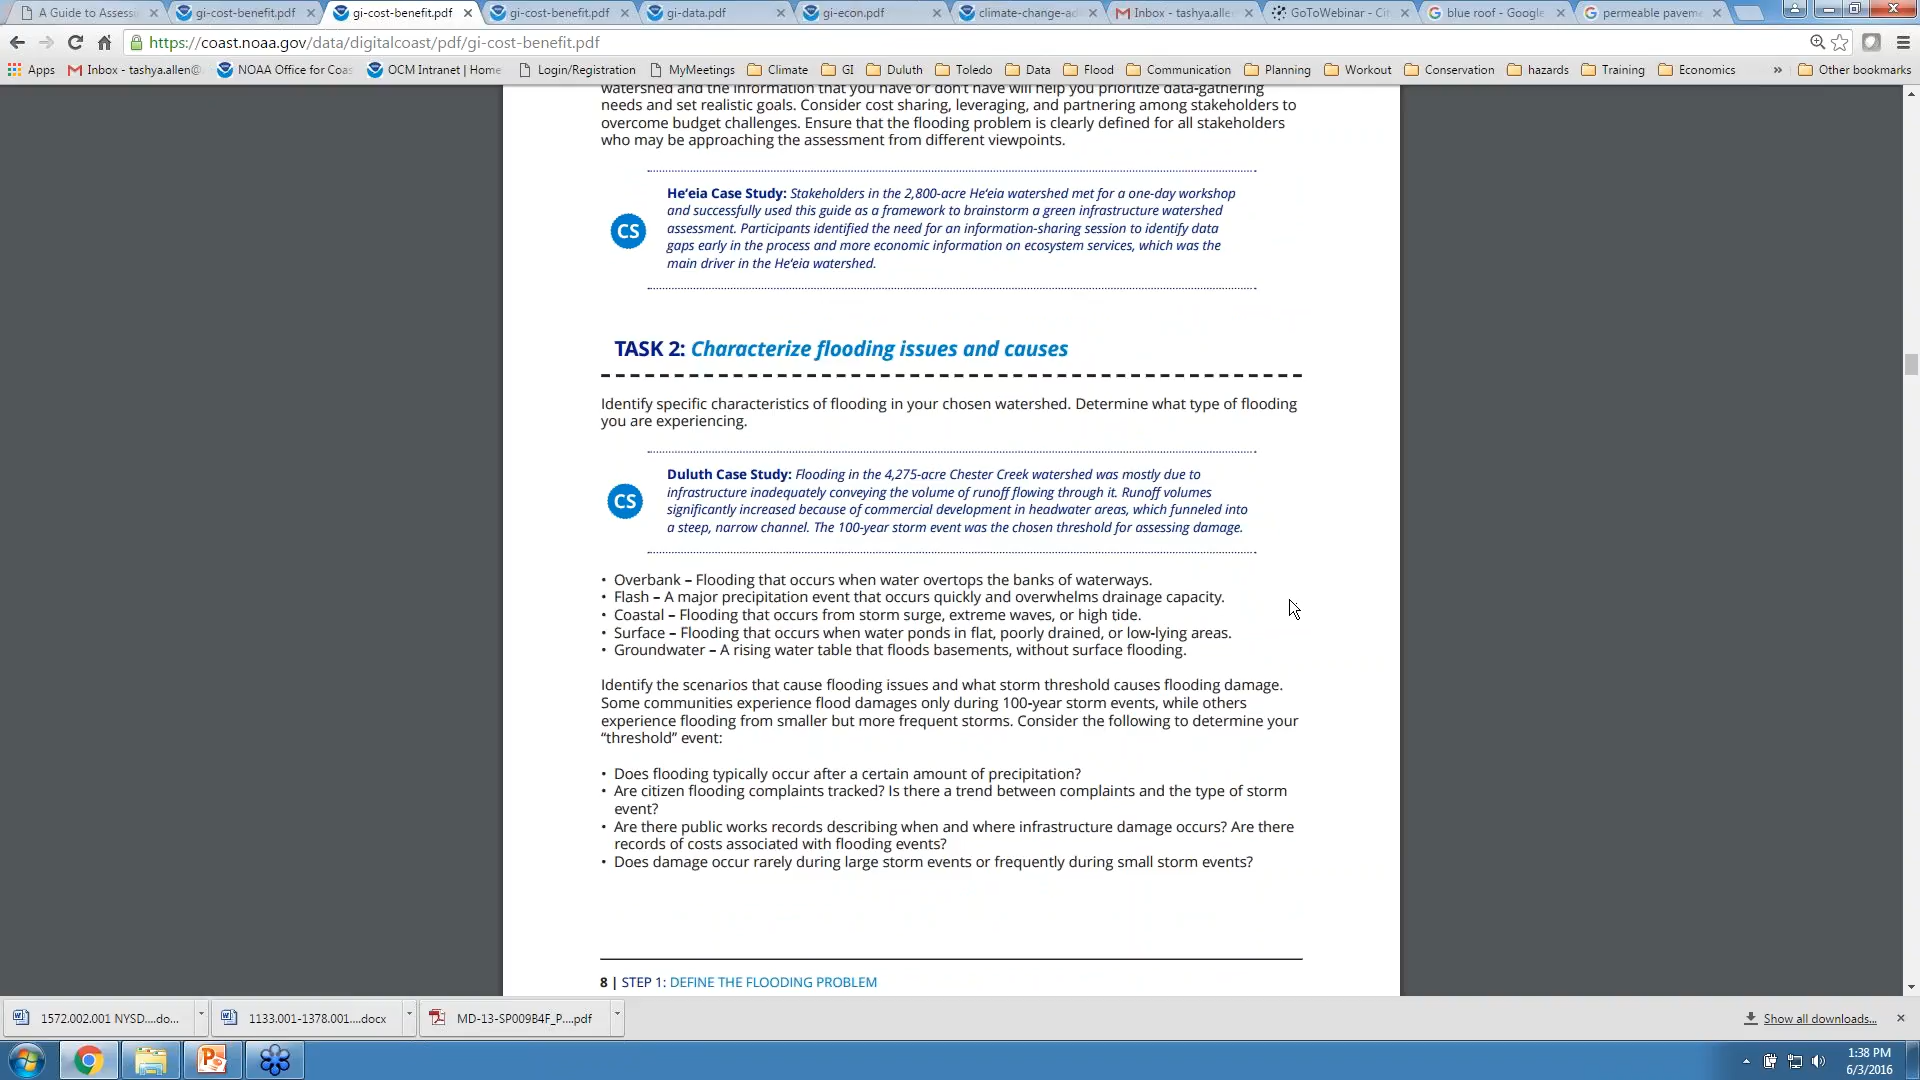 A Guide to Assessi
gi-cost-benefit.pdf
gi-cost-benefit.pdf
gi-cost-benefit.pdf
gi-data.pdf
gi-econ.pdf
climate-change-ad
Inbox - tashya.alle
GoToWebinar - Cit
blue roof - Google
permeable pavem
https://coast.noaa.gov/data/digitalcoast/pdf/gi-cost-benefit.pdf
Apps
Inbox - tashya.allen@
NOAA Office for Coas
OCM Intranet | Home
Login/Registration
MyMeetings
Climate
GI
Duluth
Toledo
Data
Flood
Communication
Planning
Workout
Conservation
hazards
Training
Economics
»
Other bookmarks
watershed and the information that you have or don't have will help you prioritize data-gathering
needs and set realistic goals. Consider cost sharing, leveraging, and partnering among stakeholders to
overcome budget challenges. Ensure that the flooding problem is clearly defined for all stakeholders
who may be approaching the assessment from different viewpoints.
CS
He‘eia Case Study: Stakeholders in the 2,800-acre He‘eia watershed met for a one-day workshop
and successfully used this guide as a framework to brainstorm a green infrastructure watershed
assessment. Participants identified the need for an information-sharing session to identify data
gaps early in the process and more economic information on ecosystem services, which was the
main driver in the He‘eia watershed.
TASK 2: Characterize flooding issues and causes
Identify specific characteristics of flooding in your chosen watershed. Determine what type of flooding
you are experiencing.
CS
Duluth Case Study: Flooding in the 4,275-acre Chester Creek watershed was mostly due to
infrastructure inadequately conveying the volume of runoff flowing through it. Runoff volumes
significantly increased because of commercial development in headwater areas, which funneled into
a steep, narrow channel. The 100-year storm event was the chosen threshold for assessing damage.
• Overbank – Flooding that occurs when water overtops the banks of waterways.
• Flash – A major precipitation event that occurs quickly and overwhelms drainage capacity.
• Coastal – Flooding that occurs from storm surge, extreme waves, or high tide.
• Surface – Flooding that occurs when water ponds in flat, poorly drained, or low-lying areas.
• Groundwater – A rising water table that floods basements, without surface flooding.
Identify the scenarios that cause flooding issues and what storm threshold causes flooding damage.
Some communities experience flood damages only during 100-year storm events, while others
experience flooding from smaller but more frequent storms. Consider the following to determine your
“threshold” event:
• Does flooding typically occur after a certain amount of precipitation?
• Are citizen flooding complaints tracked? Is there a trend between complaints and the type of storm
event?
• Are there public works records describing when and where infrastructure damage occurs? Are there
records of costs associated with flooding events?
• Does damage occur rarely during large storm events or frequently during small storm events?
8 | STEP 1: DEFINE THE FLOODING PROBLEM
1572.002.001 NYSD....do...
1133.001-1378.001....docx
MD-13-SP009B4F_P....pdf
Show all downloads...
1:38 PM
6/3/2016